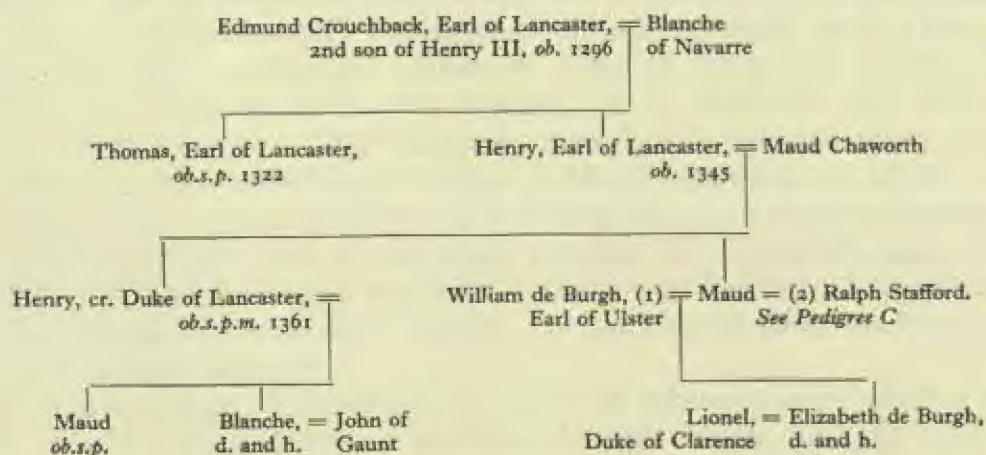 Edmund Crouchback, Earl of Lancaster, = Blanche
2nd son of Henry III, ob. 1296 of Navarre
Thomas, Earl of Lancaster,
ob.s.p. 1322
Henry, Earl of Lancaster, = Maud Chaworth
ob. 1345
Henry, cr. Duke of Lancaster, =
ob.s.p.m. 1361
William de Burgh, (1) = Maud = (2) Ralph Stafford.
Earl of Ulster See Pedigree C
Maud
ob.s.p.
Blanche, = John of
d. and h. Gaunt
Lionel, = Elizabeth de Burgh,
Duke of Clarence d. and h.